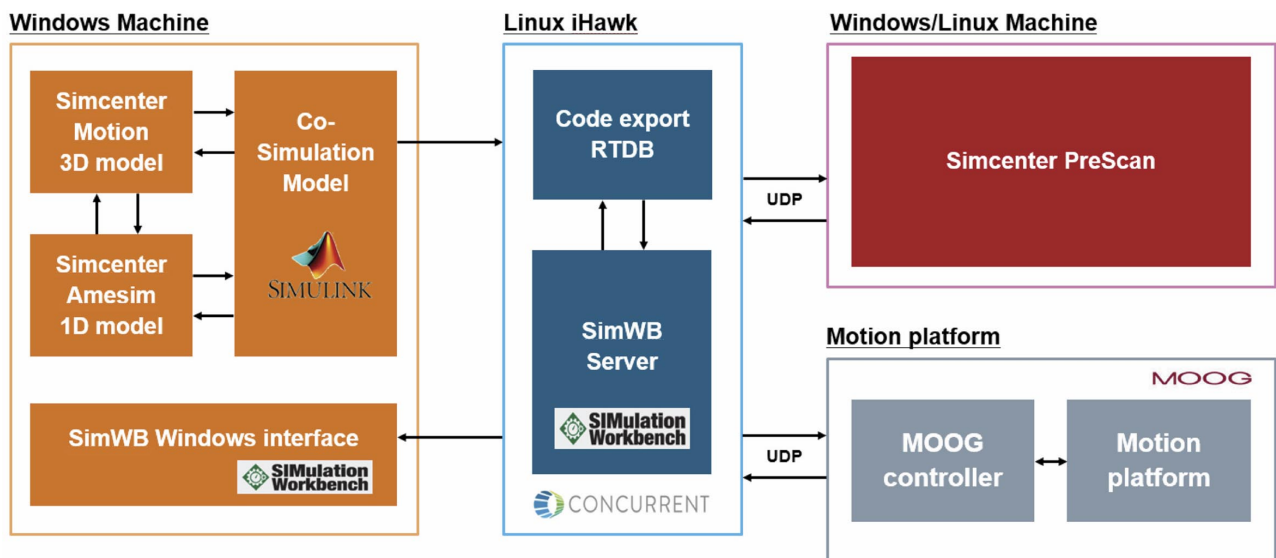 Windows Machine
Simcenter
Motion
3D model
Co-
Simulation
Model
SIMULINK
Simcenter
Amesim
1D model
SimWB Windows interface
SIMulation
Workbench
Linux iHawk
Code export
RTDB
SimWB
Server
SIMulation
Workbench
CONCURRENT
Windows/Linux Machine
Simcenter PreScan
UDP
Motion platform
MOOG
MOOG
controller
Motion
platform
UDP